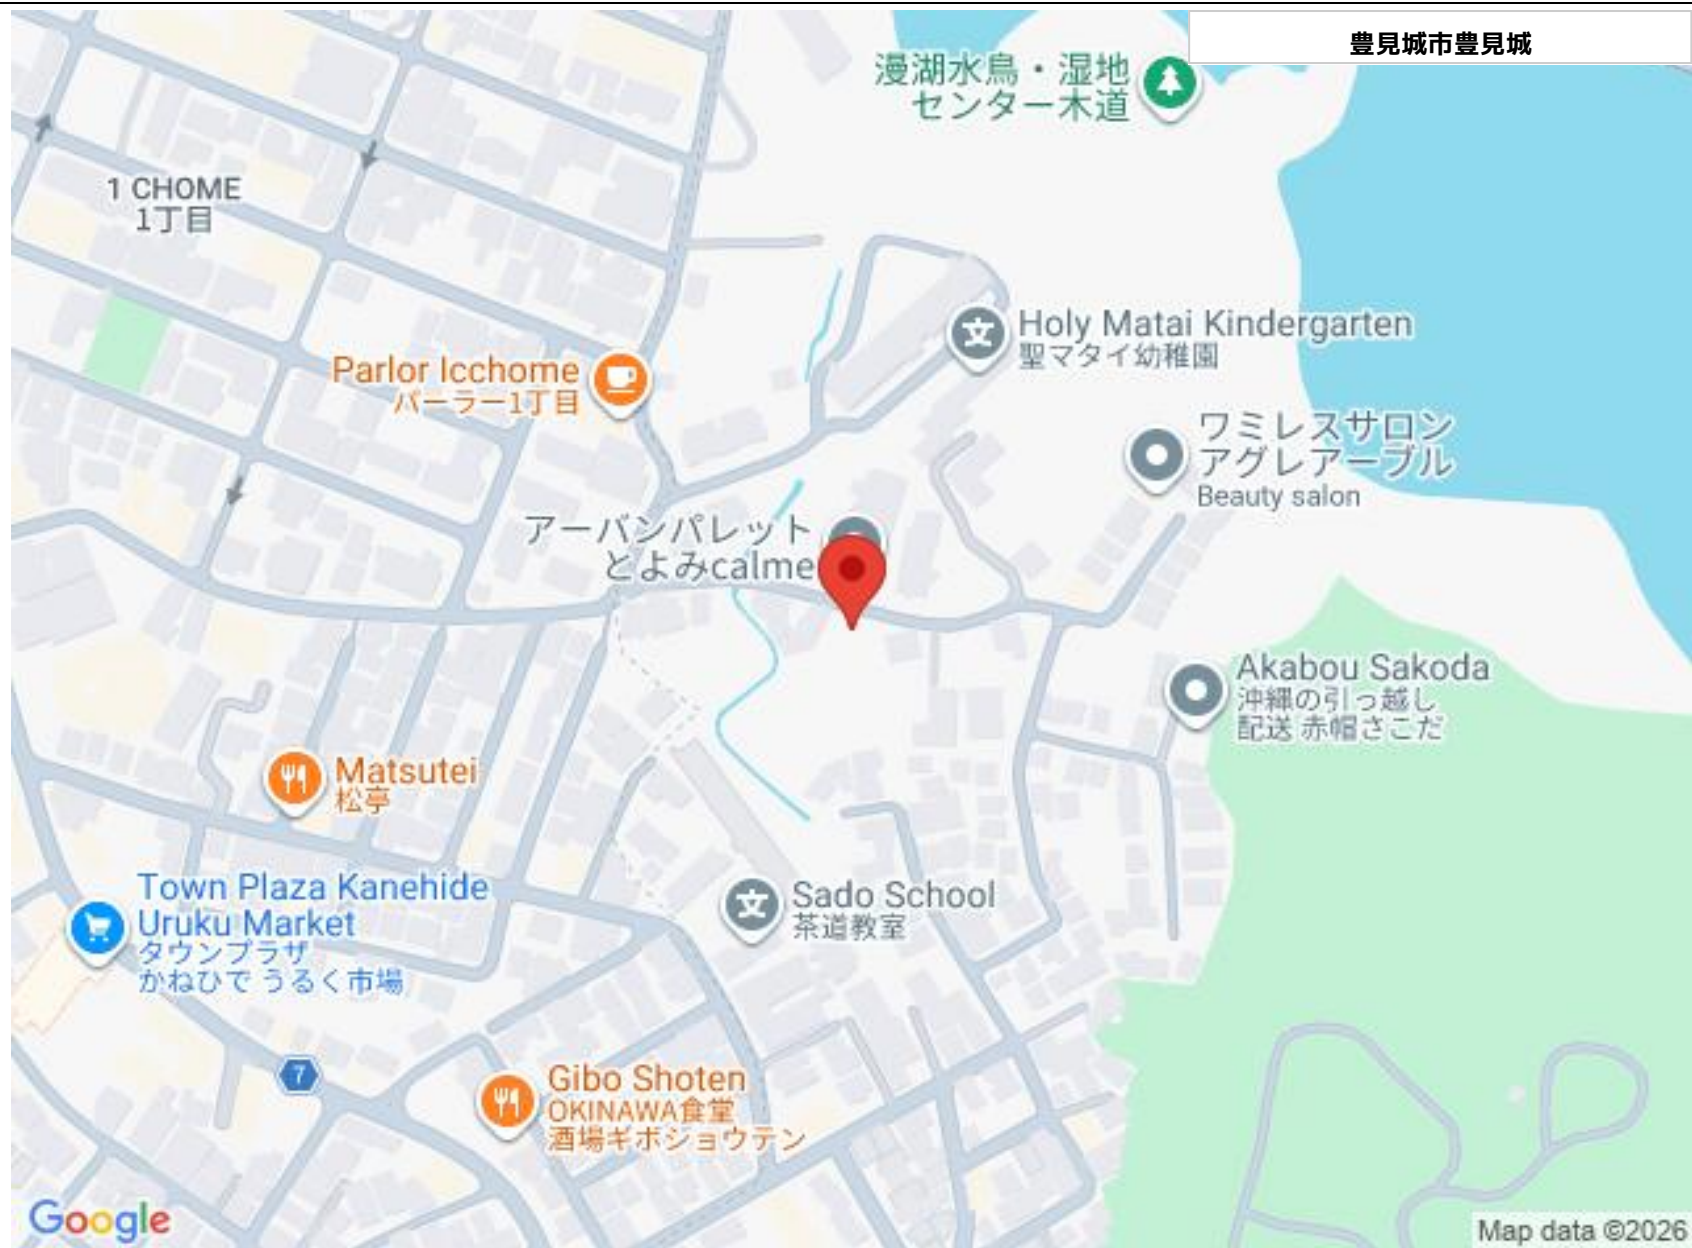 豊見城市豊見城
漫湖水鳥・湿地
センター木道
1 CHOME
1丁目
Holy Matai Kindergarten
聖マタイ幼稚園
Parlor Icchome
パーラー1丁目
ワミレスサロン
アグレアーブル
Beauty salon
アーバンパレット
とよみcalme
Akabou Sakoda
沖縄の引っ越し
配送 赤帽さこだ
Matsutei
松亭
Town Plaza Kanehide
Uruku Market
タウンプラザ
かねひで うるく市場
Sado School
茶道教室
7
Gibo Shoten
OKINAWA食堂
酒場ギボショウテン
Google
Map data ©2026